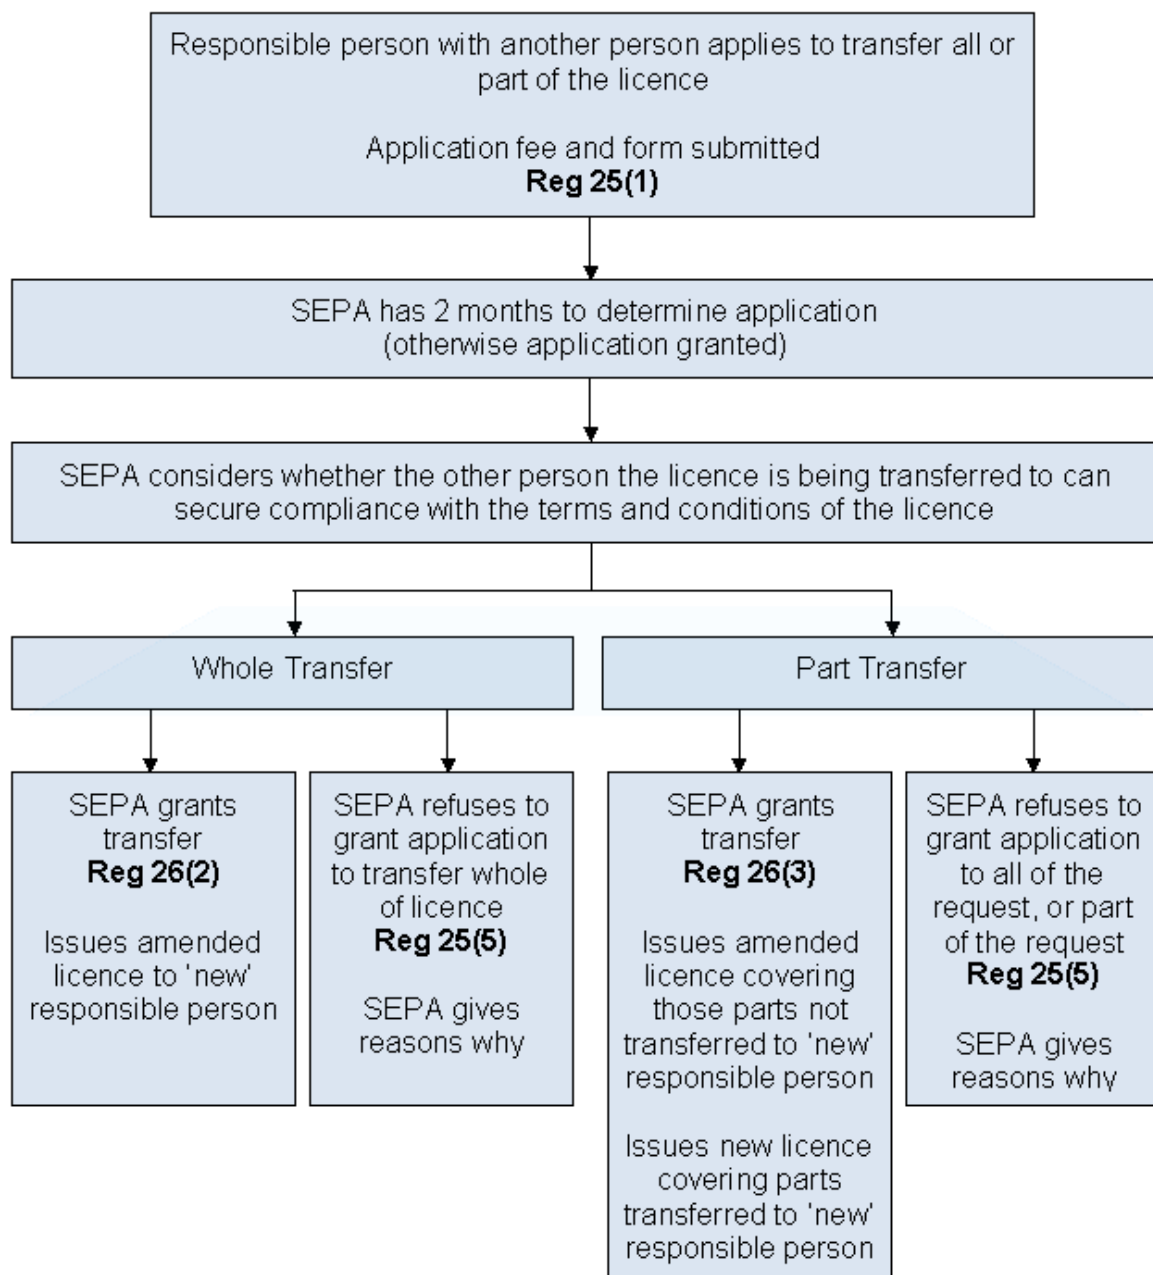 Responsible person with another person applies to transfer all or
part of the licence
Application fee and form submitted
Reg 25(1)
SEPA has 2 months to determine application
(otherwise application granted)
SEPA considers whether the other person the licence is being transferred to can
secure compliance with the terms and conditions of the licence
Whole Transfer
Part Transfer
SEPA grants
transfer
Reg 26(2)
Issues amended
licence to 'new'
responsible person
SEPA refuses to
grant application
to transfer whole
of licence
Reg 25(5)
SEPA gives
reasons why
SEPA grants
transfer
Reg 26(3)
Issues amended
licence covering
those parts not
transferred to 'new'
responsible person
Issues new licence
covering parts
transferred to 'new'
responsible person
SEPA refuses to
grant application
to all of the
request, or part
of the request
Reg 25(5)
SEPA gives
reasons why